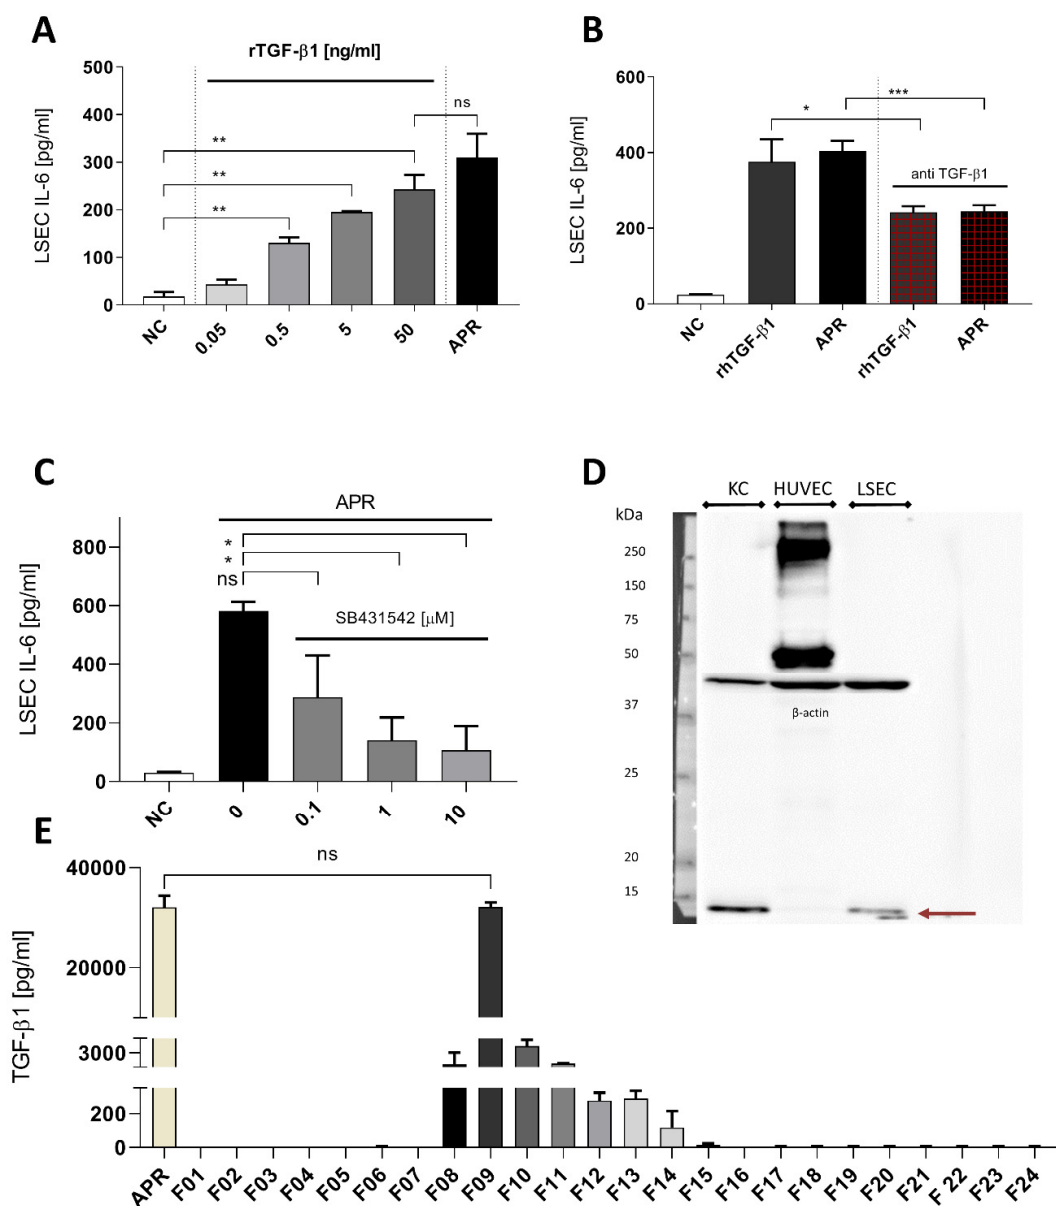 A
rTGF-β1 [ng/ml]
LSEC IL-6 [pg/ml]
500
400
300
200
100
0
ns
**
**
**
NC
0.05
0.5
5
50
APR
B
LSEC IL-6 [pg/ml]
600
400
200
0
***
*
anti TGF-β1
NC
rhTGF-β1
APR
rhTGF-β1
APR
C
APR
LSEC IL-6 [pg/ml]
800
600
400
200
0
*
*
ns
SB431542 [μM]
NC
0
0.1
1
10
D
KC
HUVEC
LSEC
kDa
250
150
75
50
37
25
20
15
β-actin
E
ns
TGF-β1 [pg/ml]
40000
20000
3000
200
0
APR
F01
F02
F03
F04
F05
F06
F07
F08
F09
F10
F11
F12
F13
F14
F15
F16
F17
F18
F19
F20
F21
F 22
F23
F24